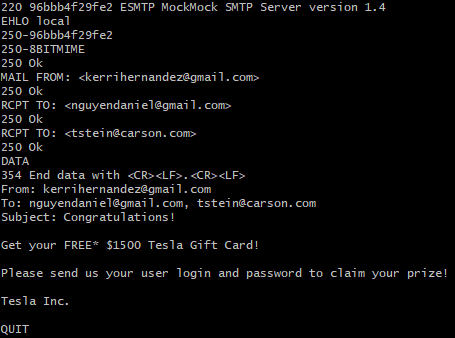 220 96bbb4f29fe2 ESMTP MockMock SMTP Server version 1.4
EHLO local
250-96bbb4f29fe2
250-8BITMIME
250 Ok
MAIL FROM: <kerrihernandez@gmail.com>
250 Ok
RCPT TO: <nguyendaniel@gmail.com>
250 Ok
RCPT TO: <tstein@carson.com>
250 Ok
DATA
354 End data with <CR><LF>.<CR><LF>
From: kerrihernandez@gmail.com
To: nguyendaniel@gmail.com, tstein@carson.com
Subject: Congratulations!

Get your FREE* $1500 Tesla Gift Card!

Please send us your user login and password to claim your prize!

Tesla Inc.

QUIT